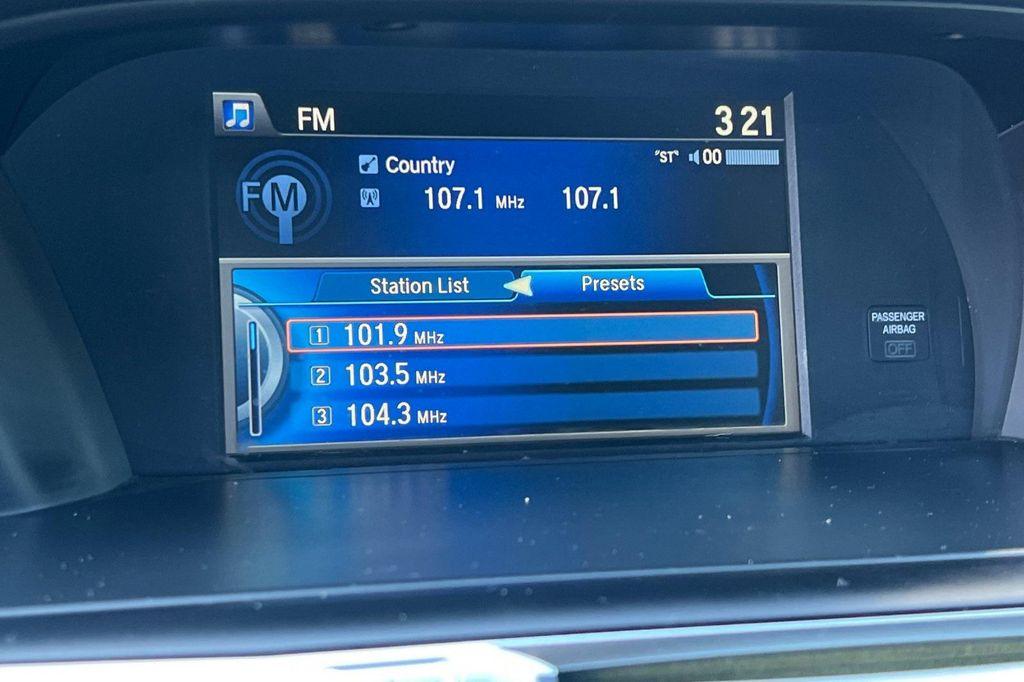 FM 3 21
"ST" 00
Country
FM
107.1 MHz 107.1
Station List Presets
1 101.9 MHz
2 103.5 MHz
3 104.3 MHz
PASSENGER
AIRBAG
OFF